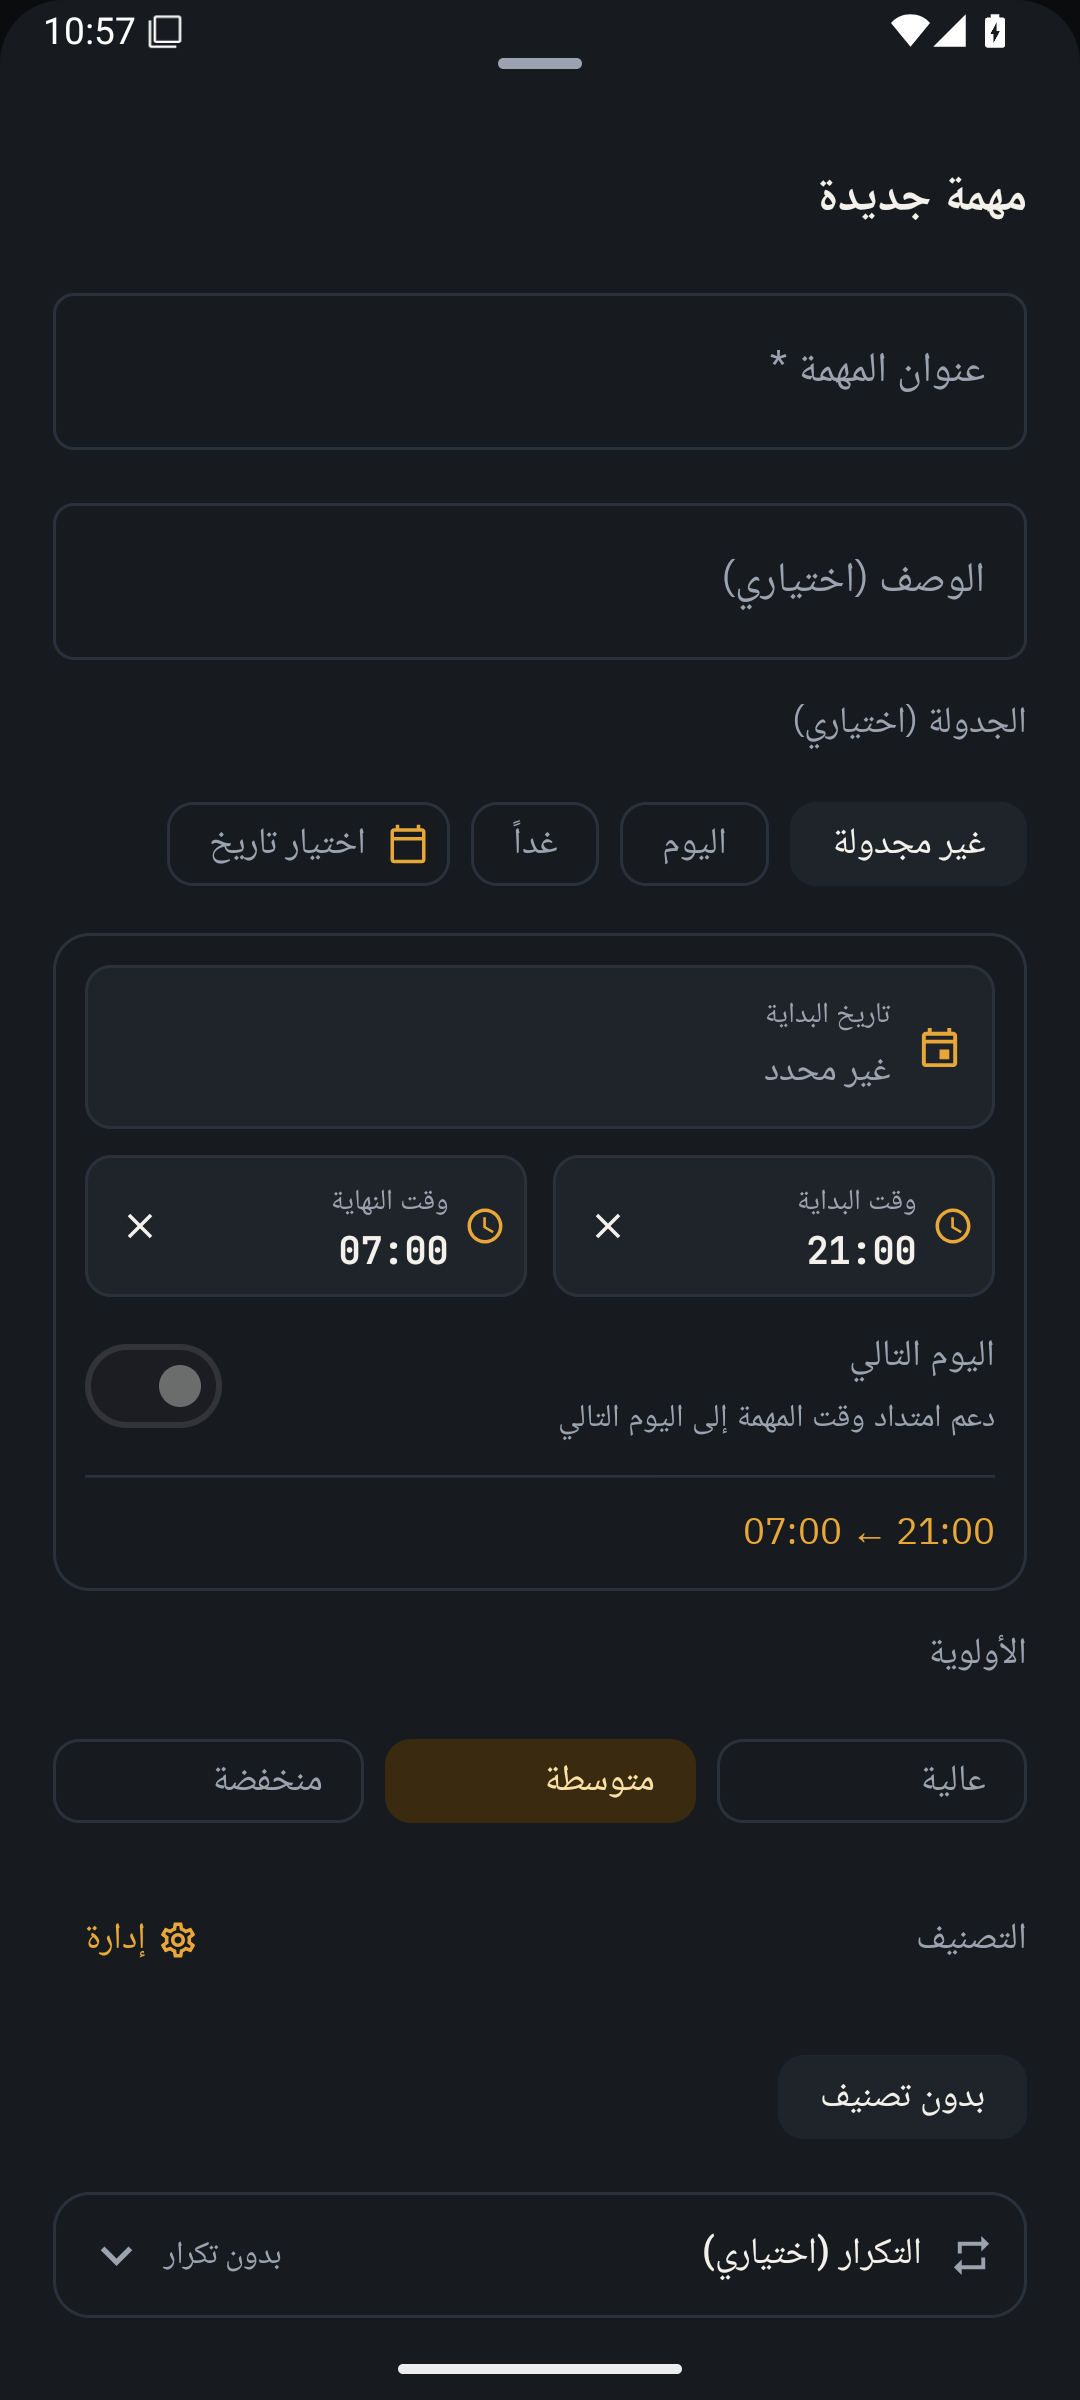 10:57
مهمة جديدة
عنوان المهمة *
الوصف (اختياري)
الجدولة (اختياري)
غير مجدولة
اليوم
غداً
اختيار تاريخ
تاريخ البداية
غير محدد
وقت البداية
21:00
وقت النهاية
07:00
اليوم التالي
دعم امتداد وقت المهمة إلى اليوم التالي
21:00 ← 07:00
الأولوية
عالية
متوسطة
منخفضة
التصنيف
إدارة
بدون تصنيف
التكرار (اختياري)
بدون تكرار